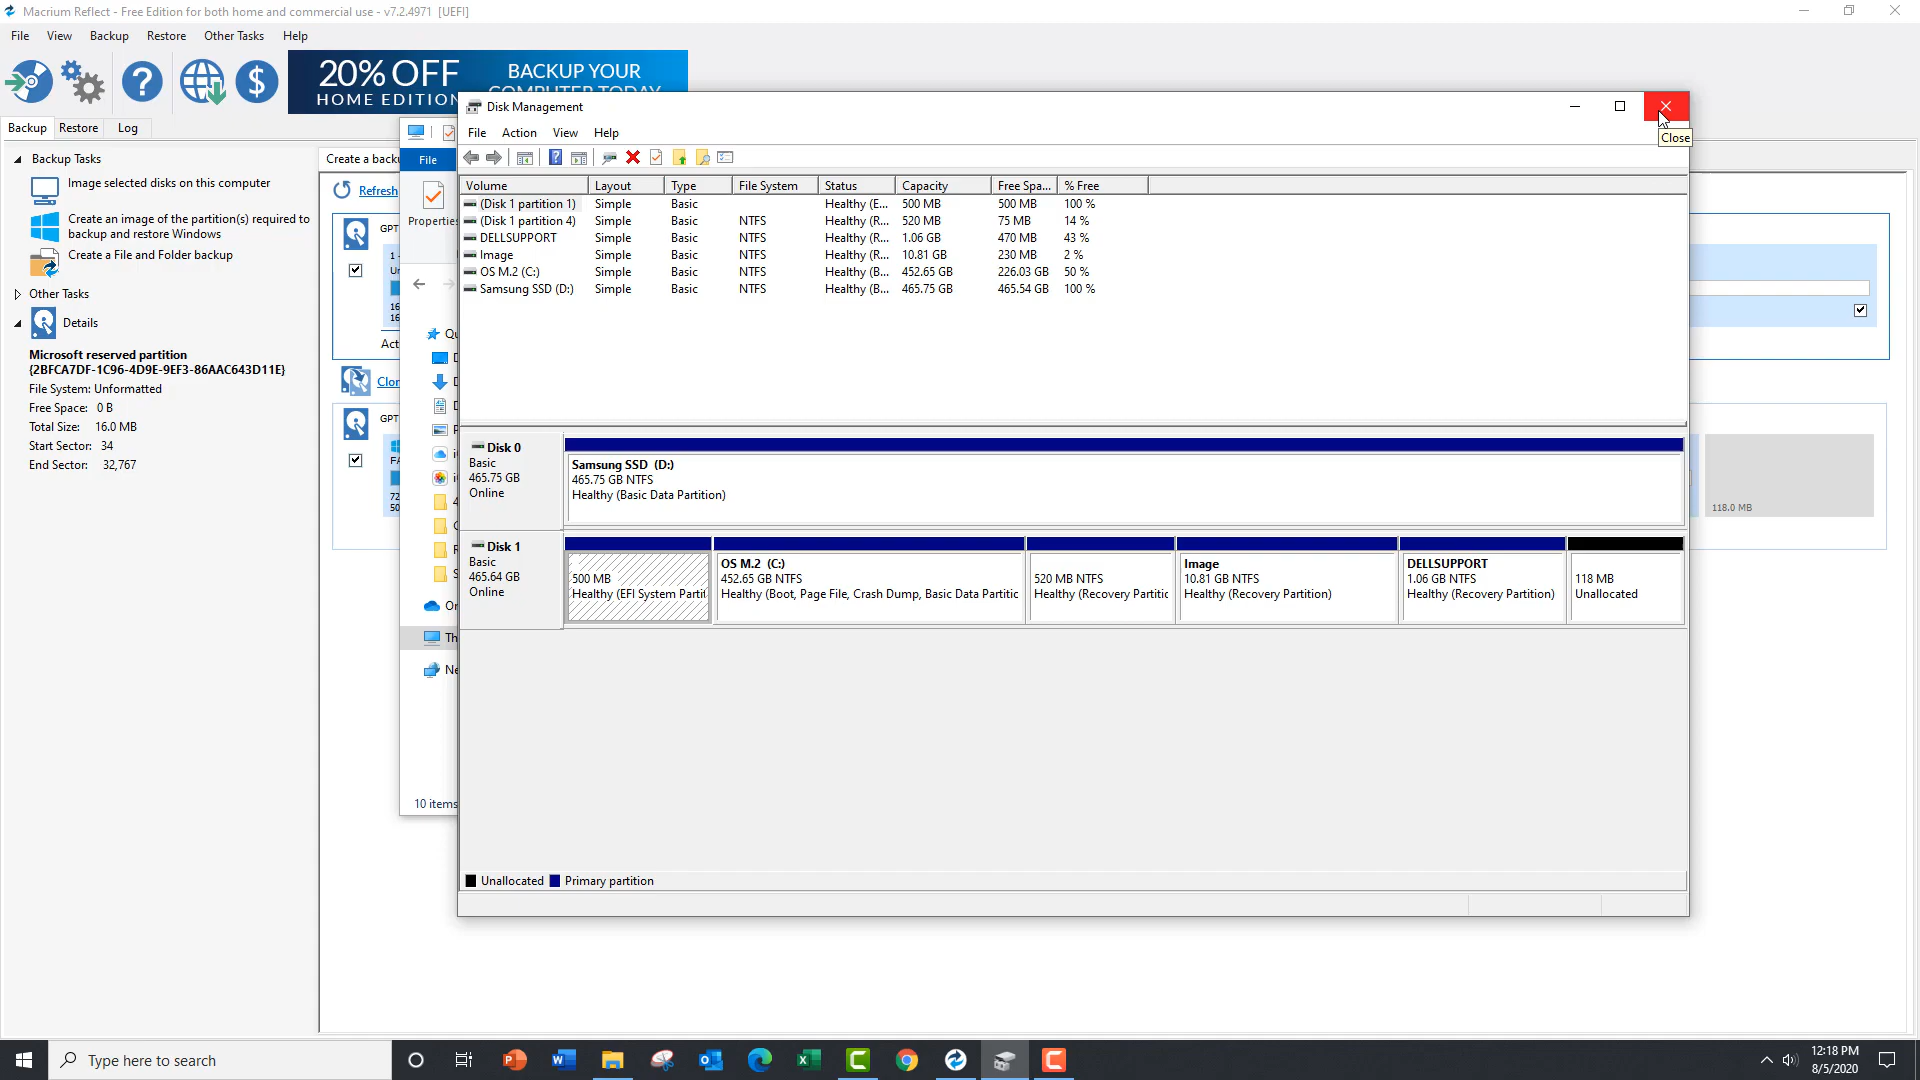 Macrium Reflect - Free Edition for both home and commercial use - v7.2.4971 [UEFI]
File View Backup Restore Other Tasks Help
20% OFF
HOME EDITION
BACKUP YOUR
COMPUTER TODAY
Backup Restore Log
Backup Tasks
Image selected disks on this computer
Create an image of the partition(s) required to
backup and restore Windows
Create a File and Folder backup
Other Tasks
Details
Microsoft reserved partition
{2BFCA7DF-1C96-4D9E-9EF3-86AAC643D11E}
File System: Unformatted
Free Space: 0 B
Total Size: 16.0 MB
Start Sector: 34
End Sector: 32,767
Create a back
Refresh
GPT
1 -
Un
16
16
Act
Clon
GPT
FA
72
50
118.0 MB
File
Properties
10 items
Disk Management
Close
File Action View Help
Volume Layout Type File System Status Capacity Free Spa... % Free
(Disk 1 partition 1) Simple Basic Healthy (E... 500 MB 500 MB 100 %
(Disk 1 partition 4) Simple Basic NTFS Healthy (R... 520 MB 75 MB 14 %
DELLSUPPORT Simple Basic NTFS Healthy (R... 1.06 GB 470 MB 43 %
Image Simple Basic NTFS Healthy (R... 10.81 GB 230 MB 2 %
OS M.2 (C:) Simple Basic NTFS Healthy (B... 452.65 GB 226.03 GB 50 %
Samsung SSD (D:) Simple Basic NTFS Healthy (B... 465.75 GB 465.54 GB 100 %
Disk 0
Basic
465.75 GB
Online
Samsung SSD (D:)
465.75 GB NTFS
Healthy (Basic Data Partition)
Disk 1
Basic
465.64 GB
Online
500 MB
Healthy (EFI System Partit
OS M.2 (C:)
452.65 GB NTFS
Healthy (Boot, Page File, Crash Dump, Basic Data Partitic
520 MB NTFS
Healthy (Recovery Partitic
Image
10.81 GB NTFS
Healthy (Recovery Partition)
DELLSUPPORT
1.06 GB NTFS
Healthy (Recovery Partition)
118 MB
Unallocated
Unallocated Primary partition
Type here to search
12:18 PM
8/5/2020